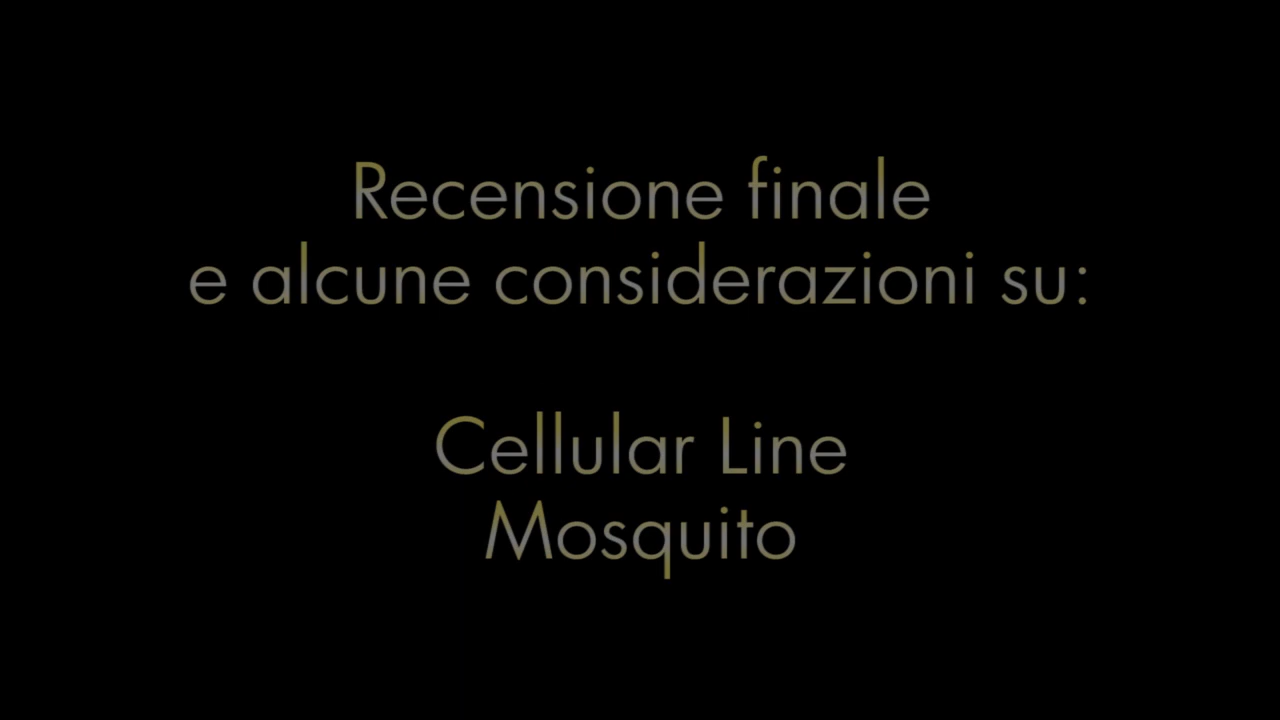 Recensione finale
e alcune considerazioni su:
Cellular Line
Mosquito